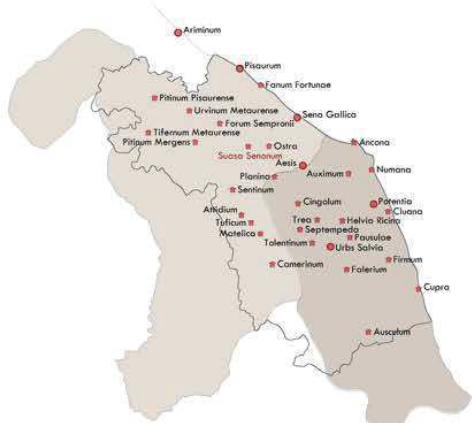 Ariminum
Pisaurum
Fanum Fortunae
Pitinum Pisaurense
Urvinum Metaurense
Sena Gallica
Forum Sempronii
Tifernum Metaurense
Pitinum Mergens
Ostra
Ancona
Suasa Senonum
Aesis
Numana
Planina
Auximum
Sentinum
Cingolum
Potentia
Cluana
Attidium
Tuficum
Trea
Helvia Ricina
Septempeda
Matelica
Pausulae
Tolentinum
Urbs Salvia
Camerinum
Firmum
Falerium
Cupra
Ausculum